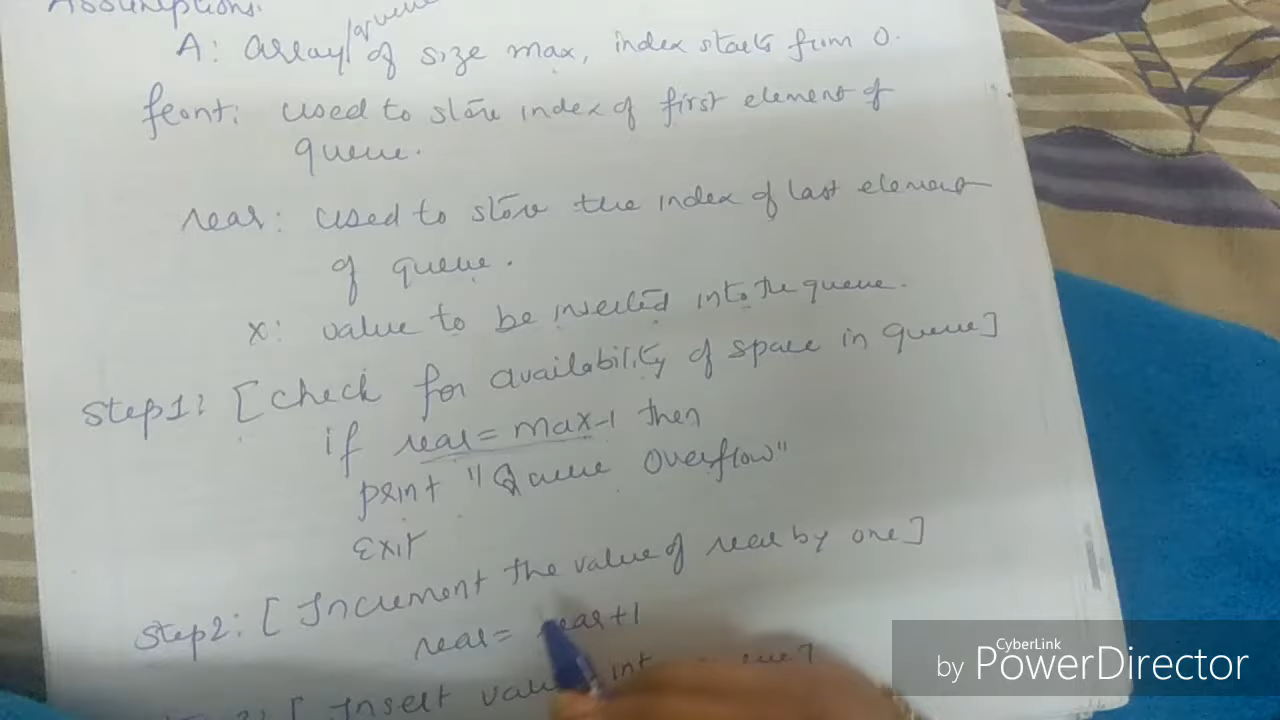 Assumptions:
A: Array/queue of size max, index starts from 0.
front: used to store index of first element of
queue.
rear: used to store the index of last element
of queue.
x: value to be inserted into the queue.
Step1: [Check for availability of space in queue]
if rear = max-1 then
print "Queue Overflow"
Exit
Step2: [Increment the value of rear by one]
rear = rear+1
[Insert value
CyberLink
by PowerDirector